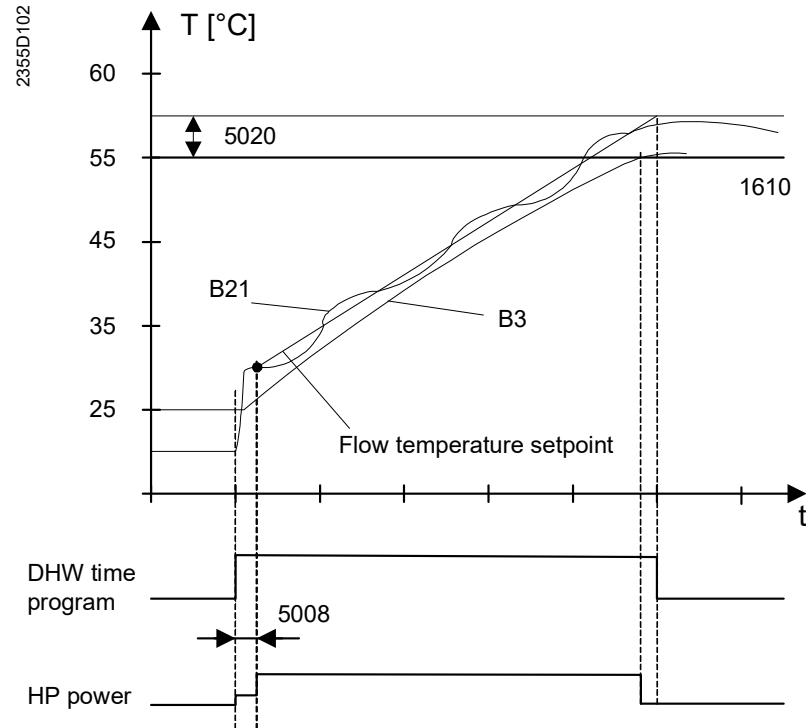 2355D102
T [°C]
60
5020
55
1610
45
B21
35
B3
25
Flow temperature setpoint
t
DHW time
program
5008
HP power